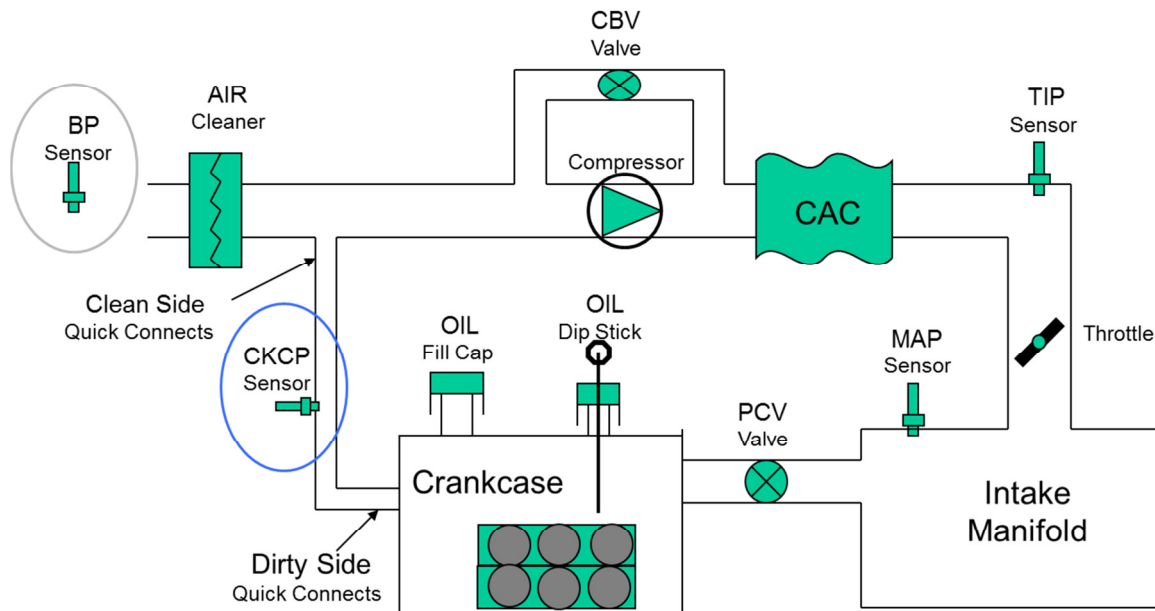 CBV
Valve
AIR
Cleaner
BP
Sensor
TIP
Sensor
Compressor
CAC
Clean Side
Quick Connects
OIL
Fill Cap
OIL
Dip Stick
CKCP
Sensor
MAP
Sensor
Throttle
PCV
Valve
Crankcase
Intake
Manifold
Dirty Side
Quick Connects